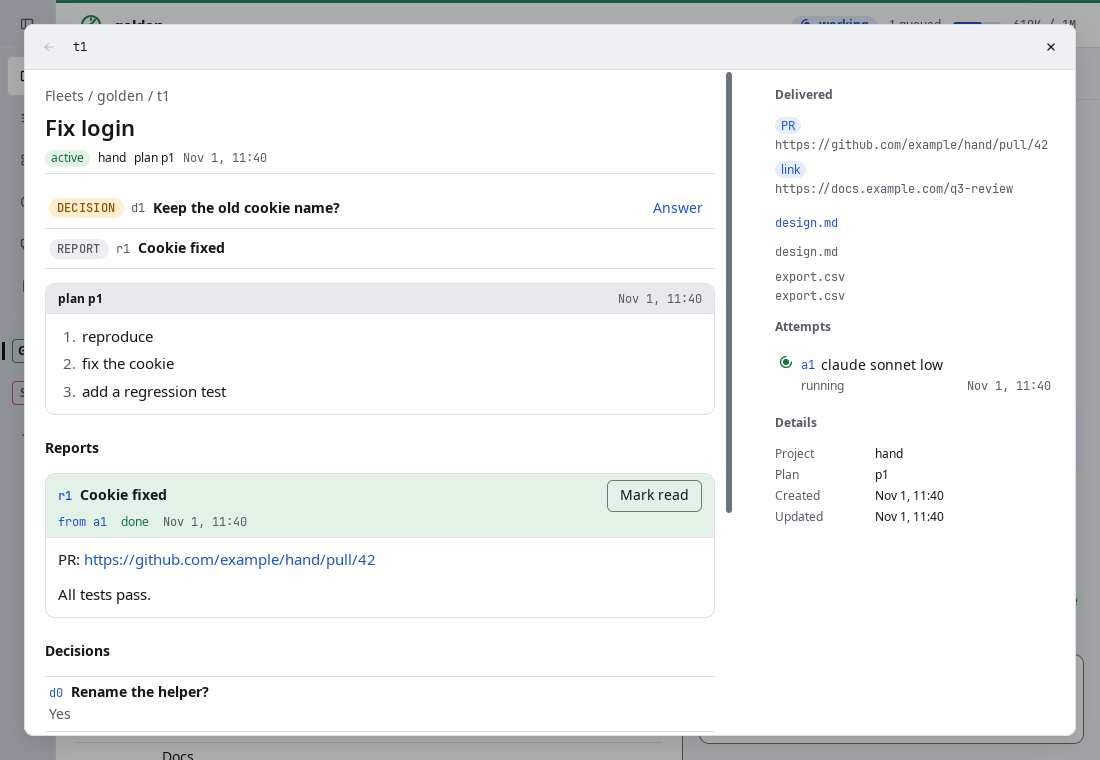 ← t1 ×
Fleets / golden / t1
Fix login
active hand plan p1 Nov 1, 11:40
DECISION d1 Keep the old cookie name? Answer
REPORT r1 Cookie fixed
plan p1 Nov 1, 11:40
1. reproduce
2. fix the cookie
3. add a regression test
Reports
r1 Cookie fixed Mark read
from a1 done Nov 1, 11:40
PR: https://github.com/example/hand/pull/42
All tests pass.
Decisions
d0 Rename the helper?
Yes
Delivered
PR
https://github.com/example/hand/pull/42
link
https://docs.example.com/q3-review
design.md
design.md
export.csv
export.csv
Attempts
a1 claude sonnet low
running Nov 1, 11:40
Details
Project hand
Plan p1
Created Nov 1, 11:40
Updated Nov 1, 11:40
Docs